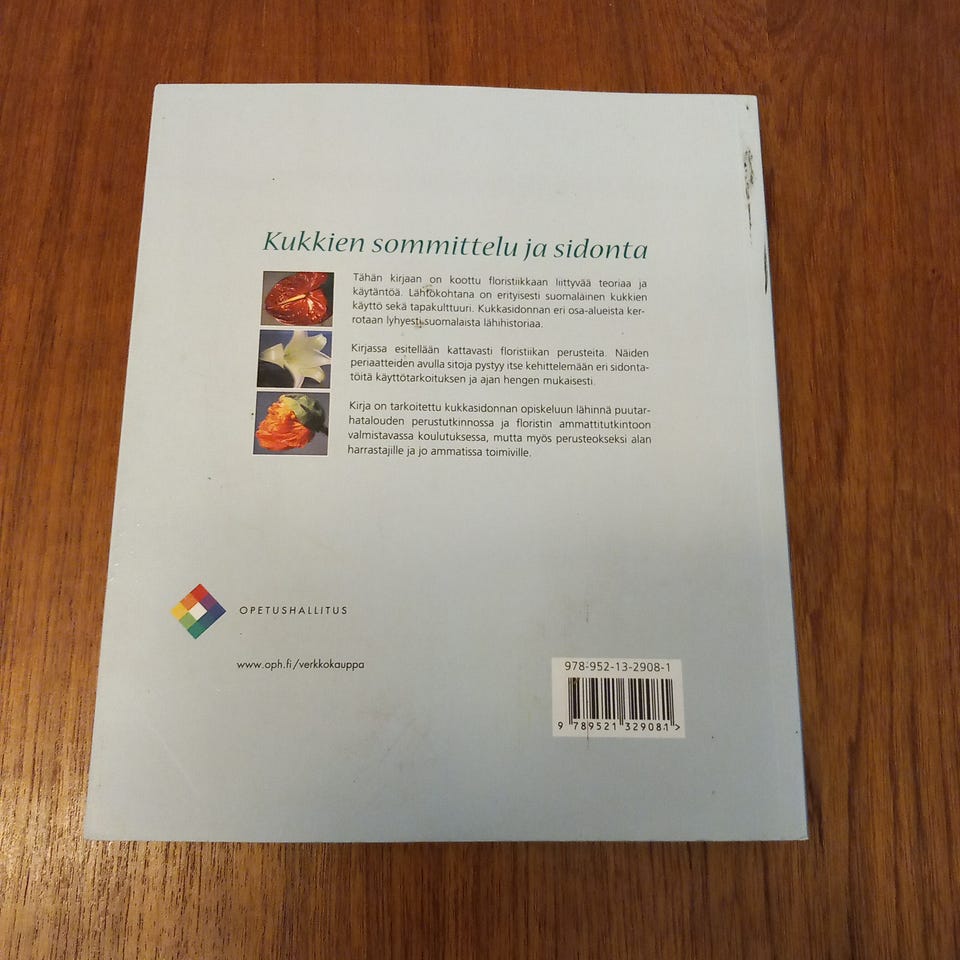 Kukkien sommittelu ja sidonta
Tähän kirjaan on koottu floristiikkaan liittyvää teoriaa ja
käytäntöä. Lähtökohtana on erityisesti suomalainen kukkien
käyttö sekä tapakulttuuri. Kukkasidonnan eri osa-alueista ker-
rotaan lyhyesti suomalaista lähihistoriaa.
Kirjassa esitellään kattavasti floristiikan perusteita. Näiden
periaatteiden avulla sitoja pystyy itse kehittelemään eri sidonta-
töitä käyttötarkoituksen ja ajan hengen mukaisesti.
Kirja on tarkoitettu kukkasidonnan opiskeluun lähinnä puutar-
hatalouden perustutkinnossa ja floristin ammattitutkintoon
valmistavassa koulutuksessa, mutta myös perusteokseksi alan
harrastajille ja jo ammatissa toimiville.
OPETUSHALLITUS
www.oph.fi/verkkokauppa
978-952-13-2908-1
9 789521 329081 >